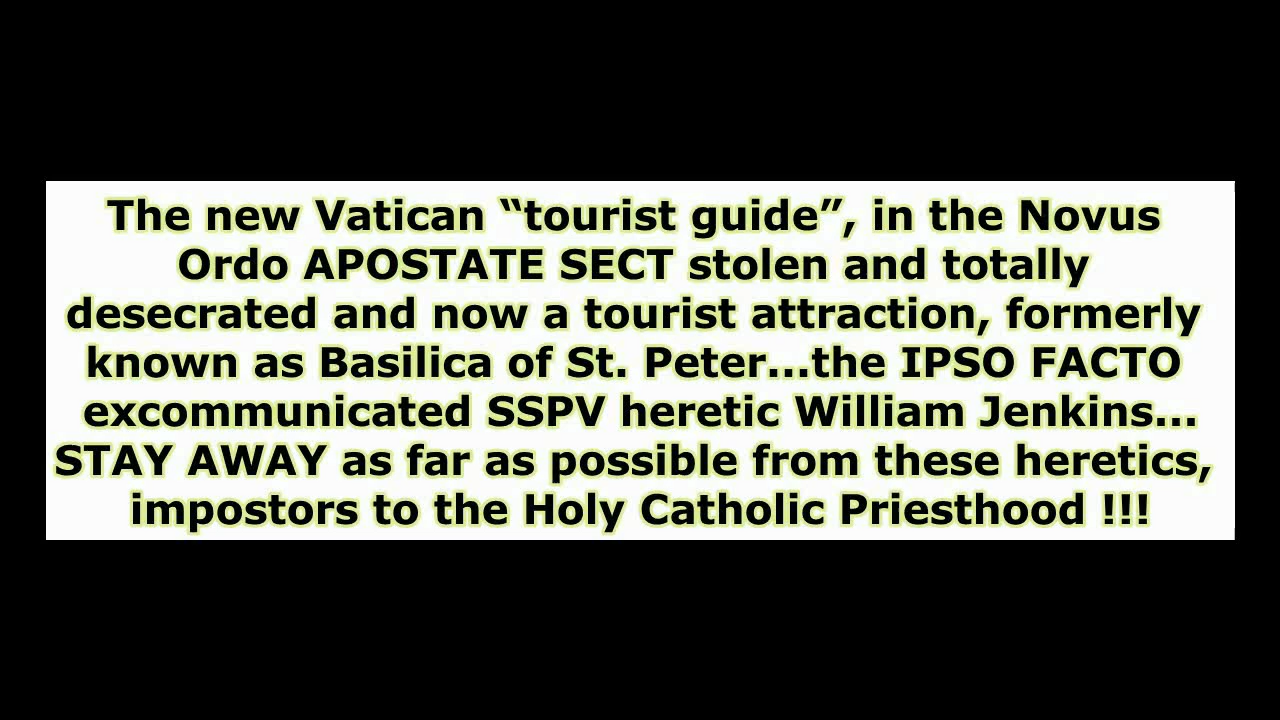 The new Vatican “tourist guide”, in the Novus
Ordo APOSTATE SECT stolen and totally
desecrated and now a tourist attraction, formerly
known as Basilica of St. Peter...the IPSO FACTO
excommunicated SSPV heretic William Jenkins...
STAY AWAY as far as possible from these heretics,
impostors to the Holy Catholic Priesthood !!!